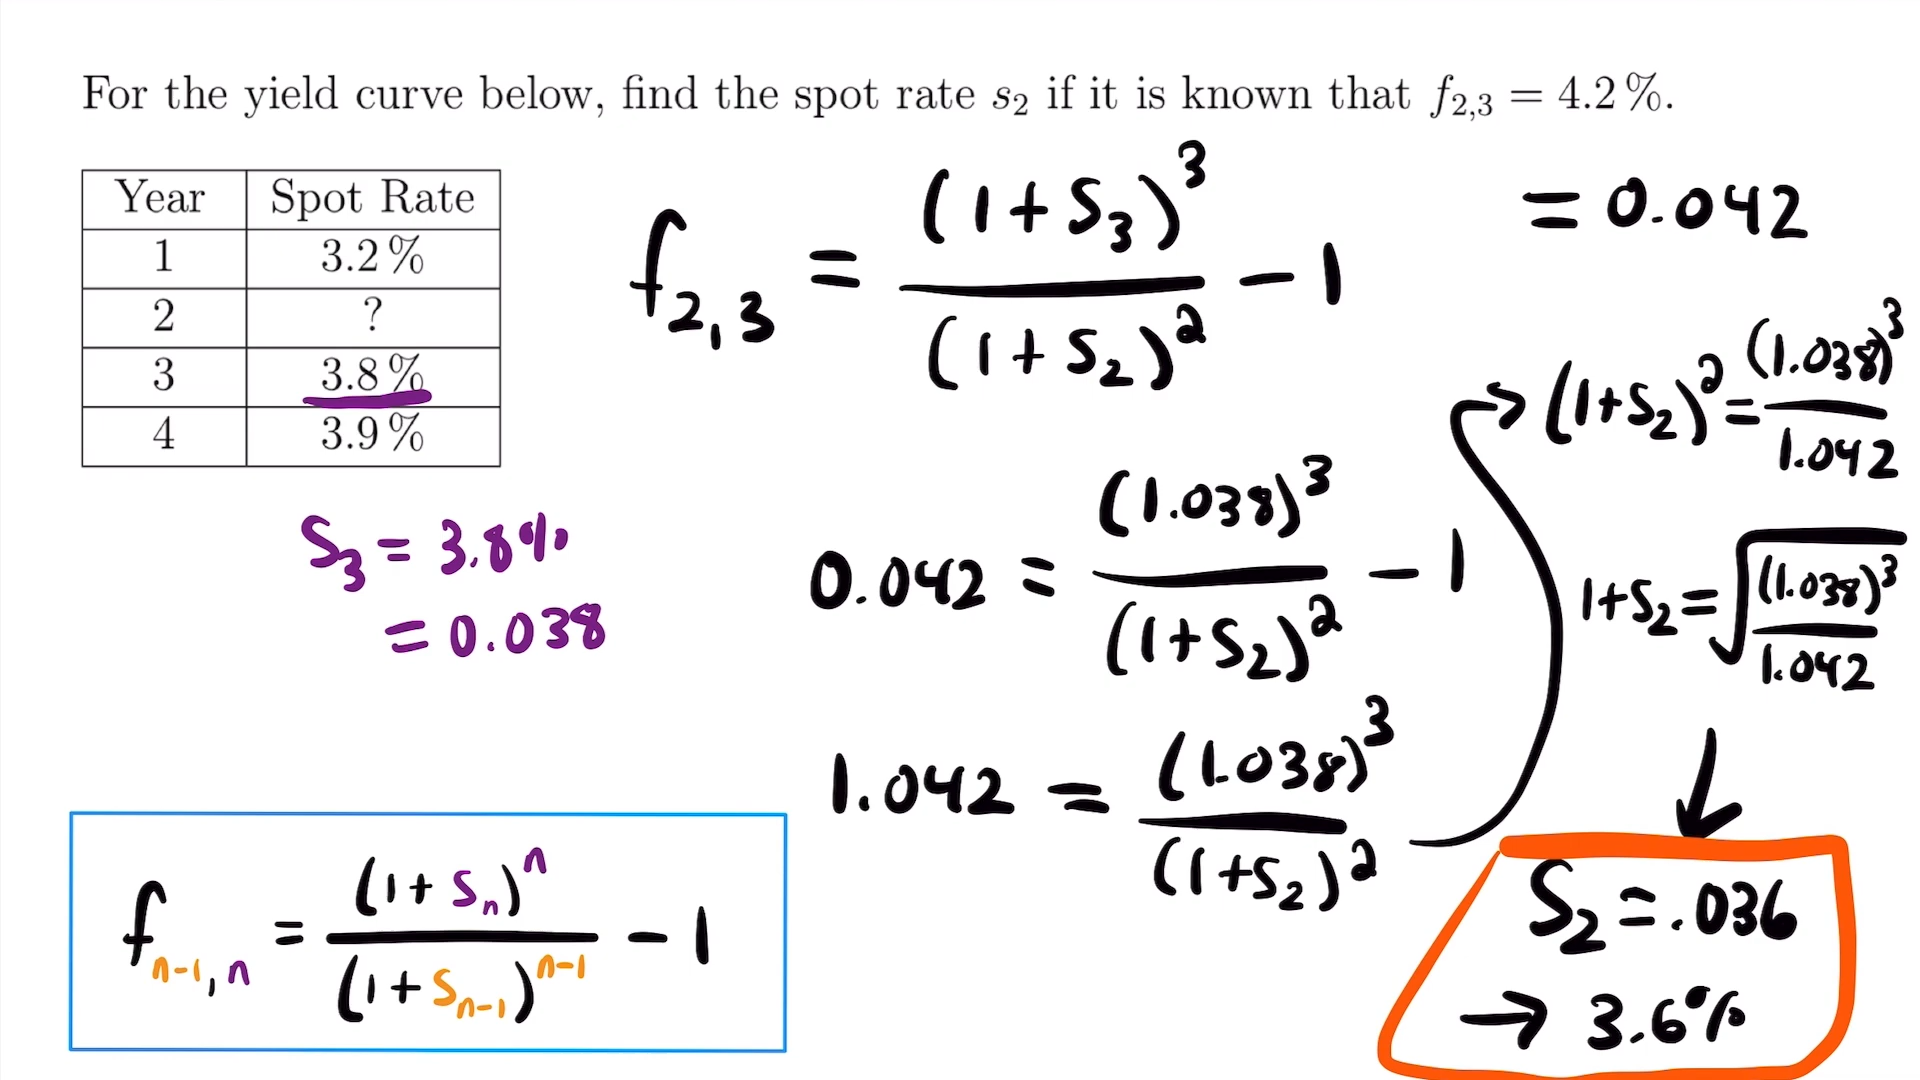 For the yield curve below, find the spot rate s₂ if it is known that f₂,₃ = 4.2 %.
Year Spot Rate
1 3.2 %
2 ?
3 3.8 %
4 3.9 %
S₃ = 3.8%
= 0.038
f₂,₃ = (1+S₃)³ / (1+S₂)² − 1
= 0.042
0.042 = (1.038)³ / (1+S₂)² − 1
1.042 = (1.038)³ / (1+S₂)²
→ (1+S₂)² = (1.038)³ / 1.042
1+S₂ = √((1.038)³ / 1.042)
↓
S₂ = .036
→ 3.6%
fₙ₋₁,ₙ = (1+Sₙ)ⁿ / (1+Sₙ₋₁)ⁿ⁻¹ − 1